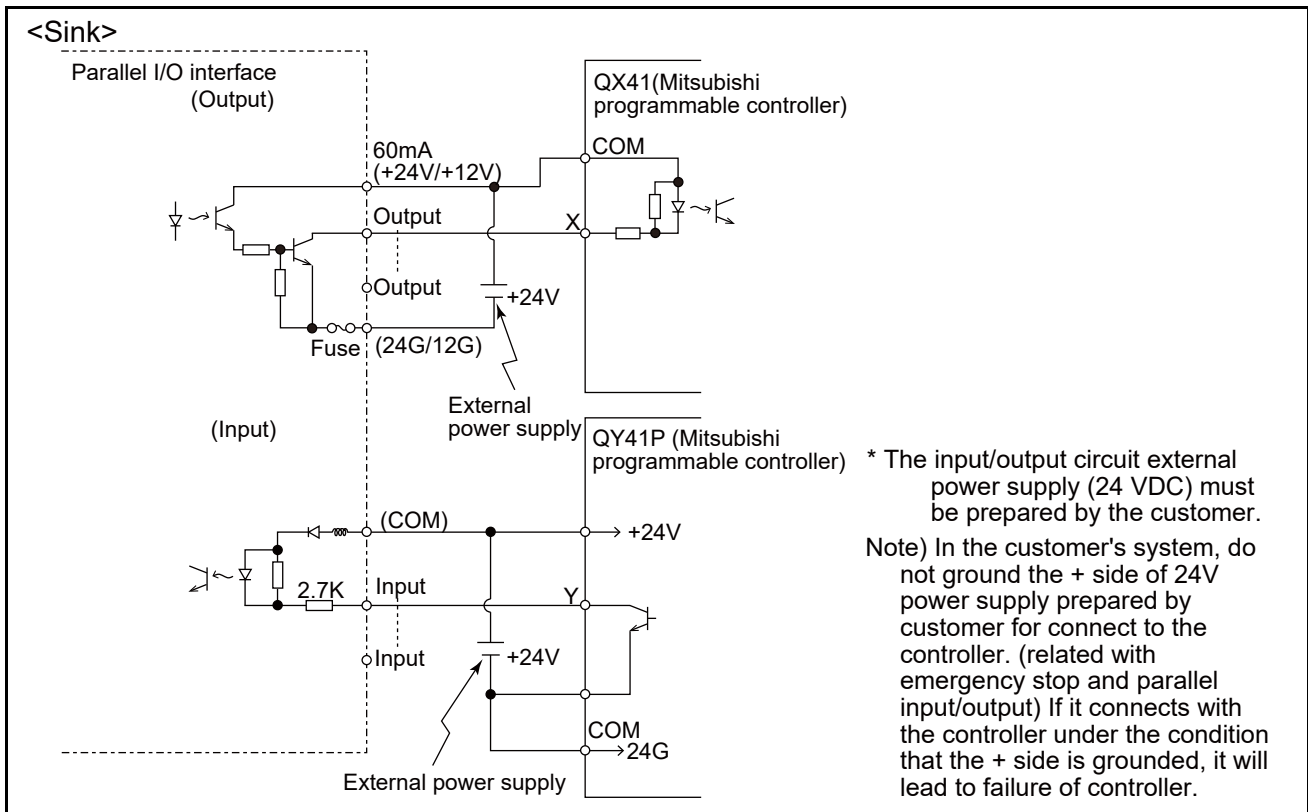 <Sink>
Parallel I/O interface
(Output)
QX41(Mitsubishi
programmable controller)
60mA
(+24V/+12V)
COM
Output
X
Output
+24V
Fuse
(24G/12G)
External
power supply
(Input)
QY41P (Mitsubishi
programmable controller)
(COM)
+24V
2.7K
Input
Y
Input
+24V
COM
24G
External power supply
* The input/output circuit external
power supply (24 VDC) must
be prepared by the customer.
Note) In the customer's system, do
not ground the + side of 24V
power supply prepared by
customer for connect to the
controller. (related with
emergency stop and parallel
input/output) If it connects with
the controller under the condition
that the + side is grounded, it will
lead to failure of controller.